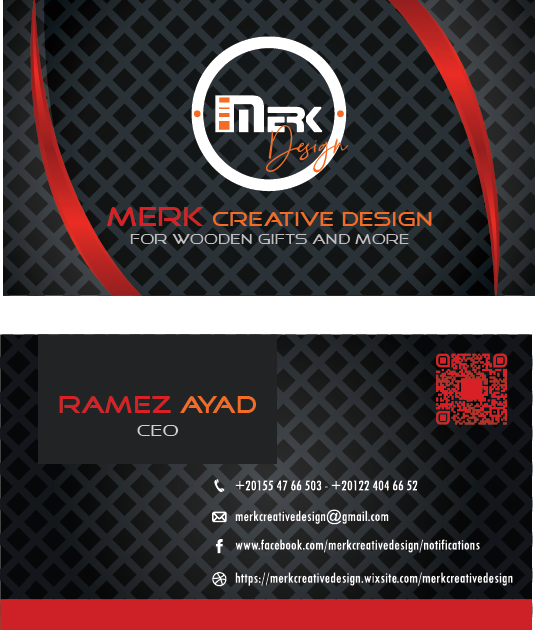 MERK
Design
MERK CREATIVE DESIGN
FOR WOODEN GIFTS AND MORE
RAMEZ AYAD
CEO
+20155 47 66 503 - +20122 404 66 52
merkcreativedesign@gmail.com
www.facebook.com/merkcreativedesign/notifications
https://merkcreativedesign.wixsite.com/merkcreativedesign